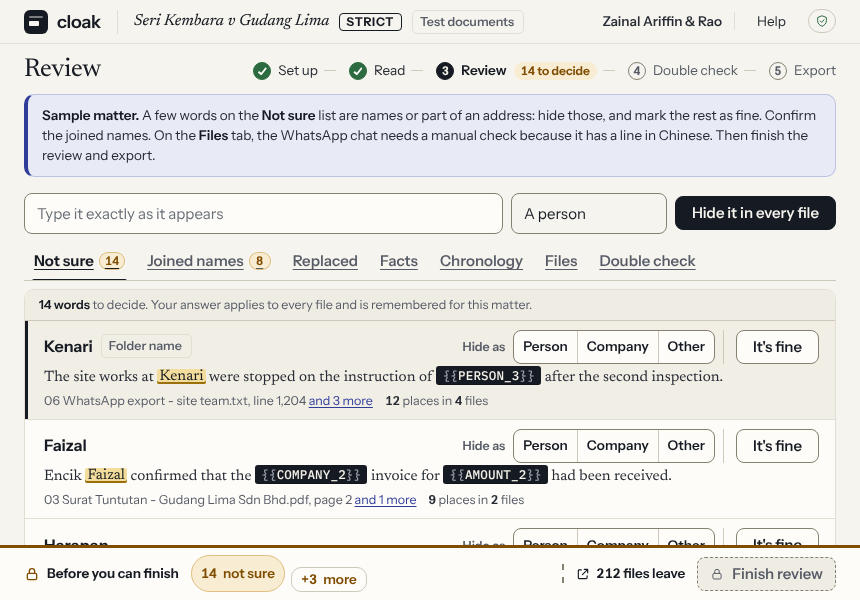 cloak Seri Kembara v Gudang Lima STRICT Test documents Zainal Ariffin & Rao Help
Review Set up Read 3 Review 14 to decide 4 Double check 5 Export
Sample matter. A few words on the Not sure list are names or part of an address: hide those, and mark the rest as fine. Confirm
the joined names. On the Files tab, the WhatsApp chat needs a manual check because it has a line in Chinese. Then finish the
review and export.
Type it exactly as it appears A person Hide it in every file
Not sure 14 Joined names 8 Replaced Facts Chronology Files Double check
14 words to decide. Your answer applies to every file and is remembered for this matter.
Kenari Folder name Hide as Person Company Other It's fine
The site works at Kenari were stopped on the instruction of {{PERSON_3}} after the second inspection.
06 WhatsApp export - site team.txt, line 1,204 and 3 more 12 places in 4 files
Faizal Hide as Person Company Other It's fine
Encik Faizal confirmed that the {{COMPANY_2}} invoice for {{AMOUNT_2}} had been received.
03 Surat Tuntutan - Gudang Lima Sdn Bhd.pdf, page 2 and 1 more 9 places in 2 files
Harapan Hide as Person Company Other It's fine
Before you can finish 14 not sure +3 more 212 files leave Finish review